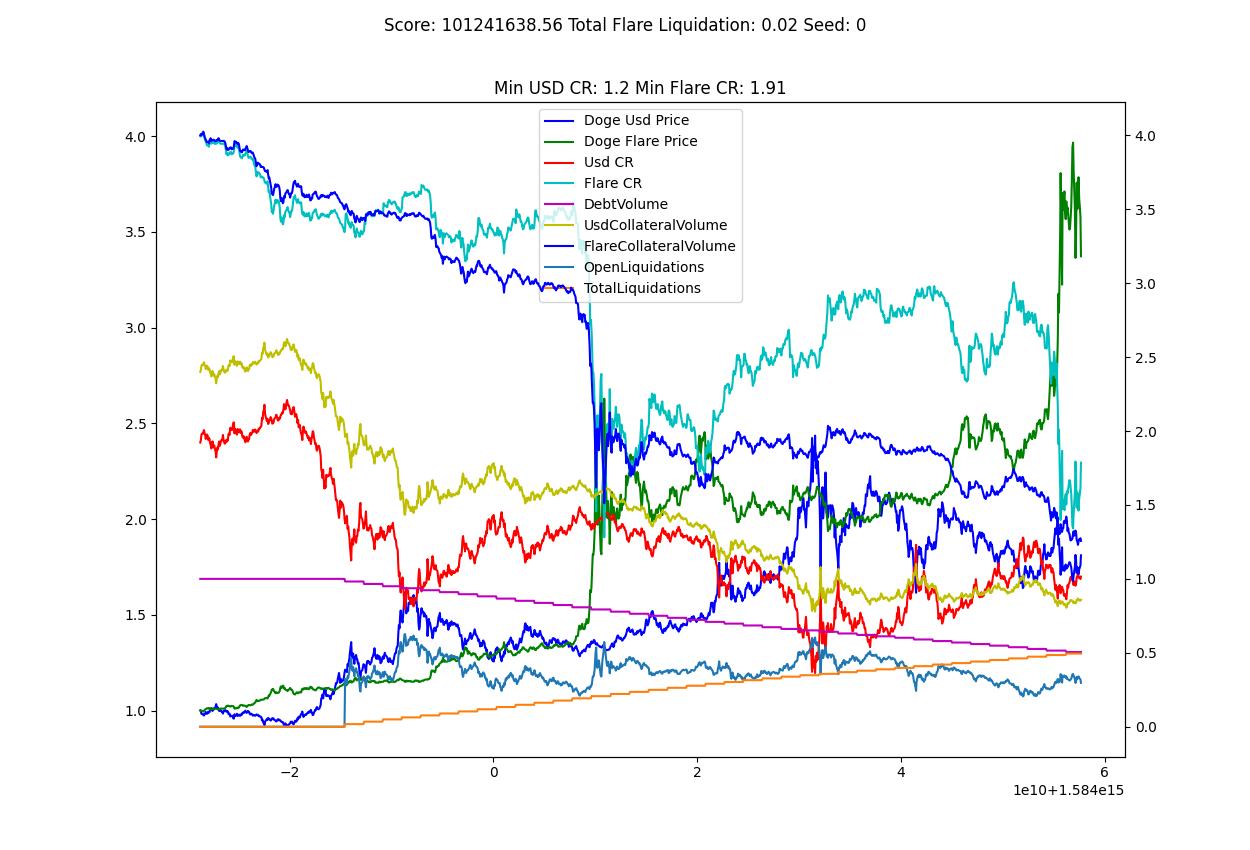 Score: 101241638.56 Total Flare Liquidation: 0.02 Seed: 0
Min USD CR: 1.2 Min Flare CR: 1.91
Doge Usd Price
Doge Flare Price
Usd CR
Flare CR
DebtVolume
UsdCollateralVolume
FlareCollateralVolume
OpenLiquidations
TotalLiquidations
4.0
3.5
3.0
2.5
2.0
1.5
1.0
4.0
3.5
3.0
2.5
2.0
1.5
1.0
0.5
0.0
−2 0 2 4 6
1e10+1.584e15